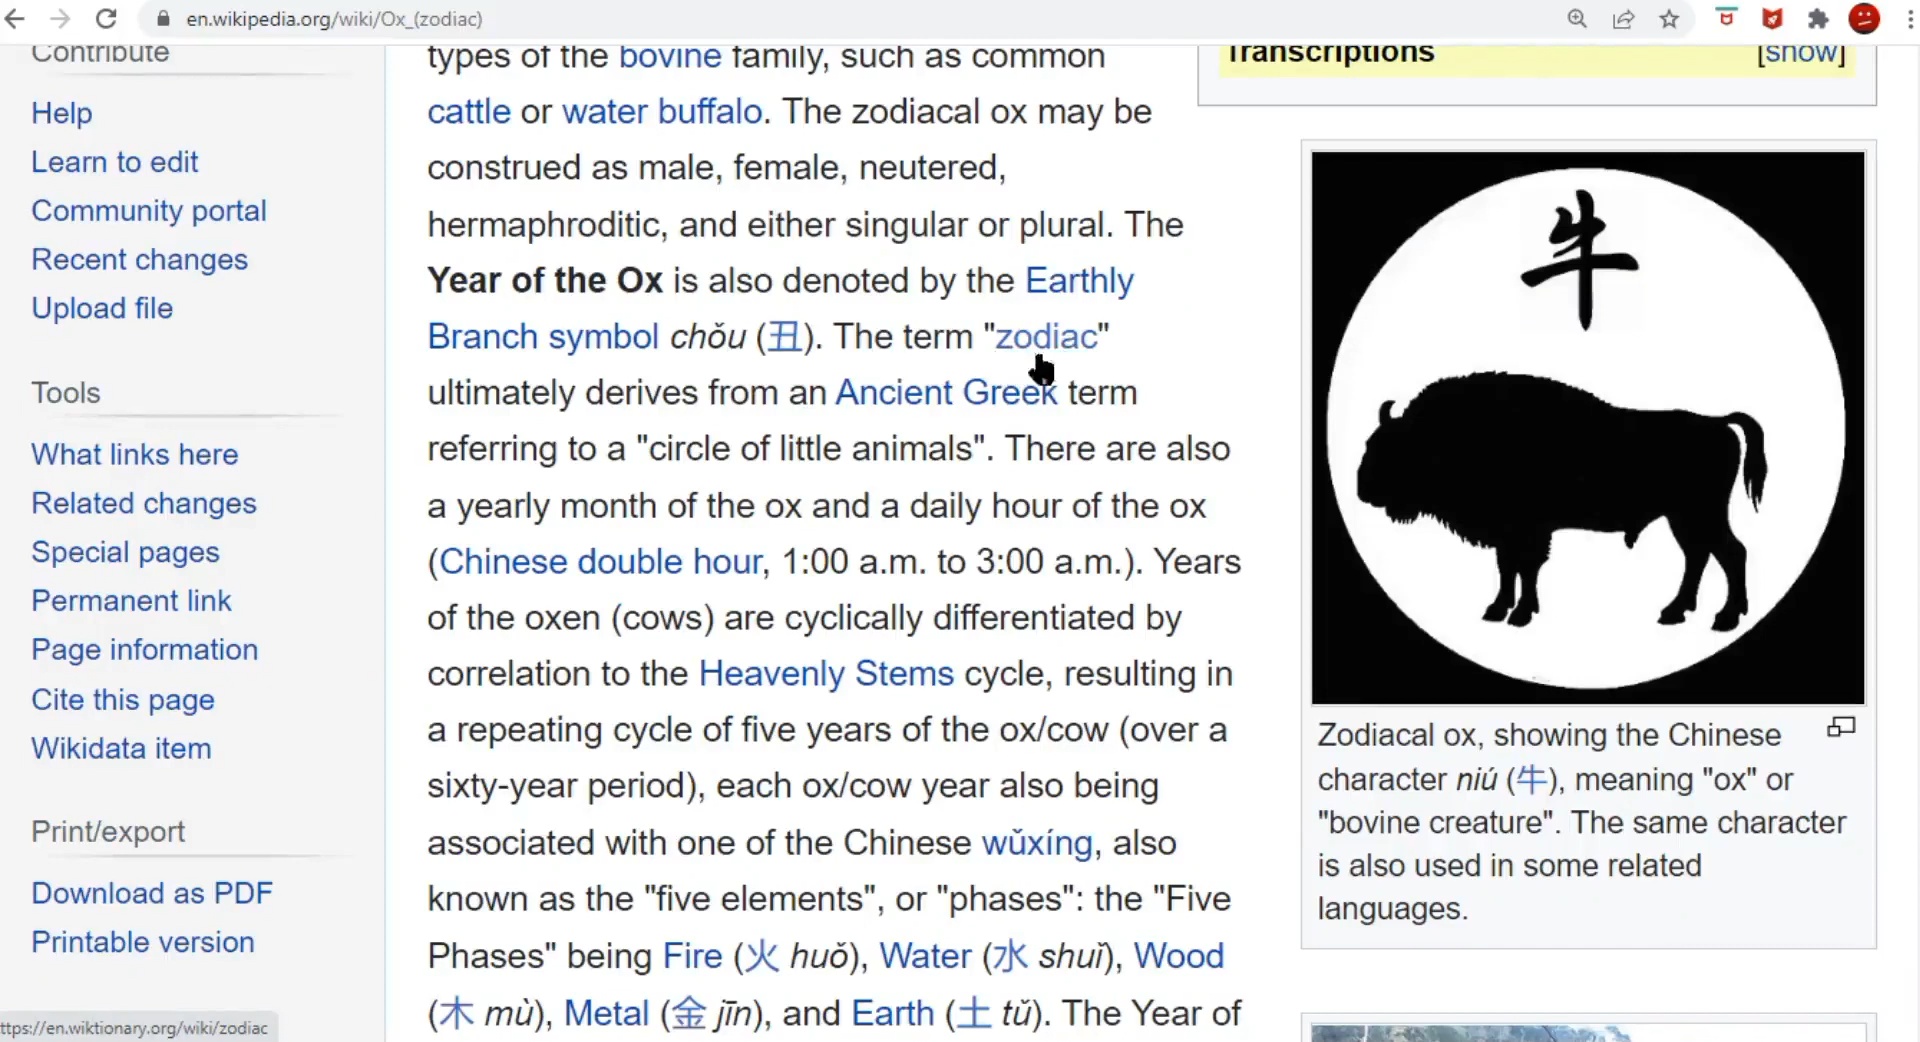 en.wikipedia.org/wiki/Ox_(zodiac)
Contribute
Help
Learn to edit
Community portal
Recent changes
Upload file
Tools
What links here
Related changes
Special pages
Permanent link
Page information
Cite this page
Wikidata item
Print/export
Download as PDF
Printable version
ttps://en.wiktionary.org/wiki/zodiac
types of the bovine family, such as common
cattle or water buffalo. The zodiacal ox may be
construed as male, female, neutered,
hermaphroditic, and either singular or plural. The
Year of the Ox is also denoted by the Earthly
Branch symbol chǒu (丑). The term "zodiac"
ultimately derives from an Ancient Greek term
referring to a "circle of little animals". There are also
a yearly month of the ox and a daily hour of the ox
(Chinese double hour, 1:00 a.m. to 3:00 a.m.). Years
of the oxen (cows) are cyclically differentiated by
correlation to the Heavenly Stems cycle, resulting in
a repeating cycle of five years of the ox/cow (over a
sixty-year period), each ox/cow year also being
associated with one of the Chinese wǔxíng, also
known as the "five elements", or "phases": the "Five
Phases" being Fire (火 huǒ), Water (水 shuǐ), Wood
(木 mù), Metal (金 jīn), and Earth (土 tǔ). The Year of
Transcriptions [show]
牛
Zodiacal ox, showing the Chinese
character niú (牛), meaning "ox" or
"bovine creature". The same character
is also used in some related
languages.